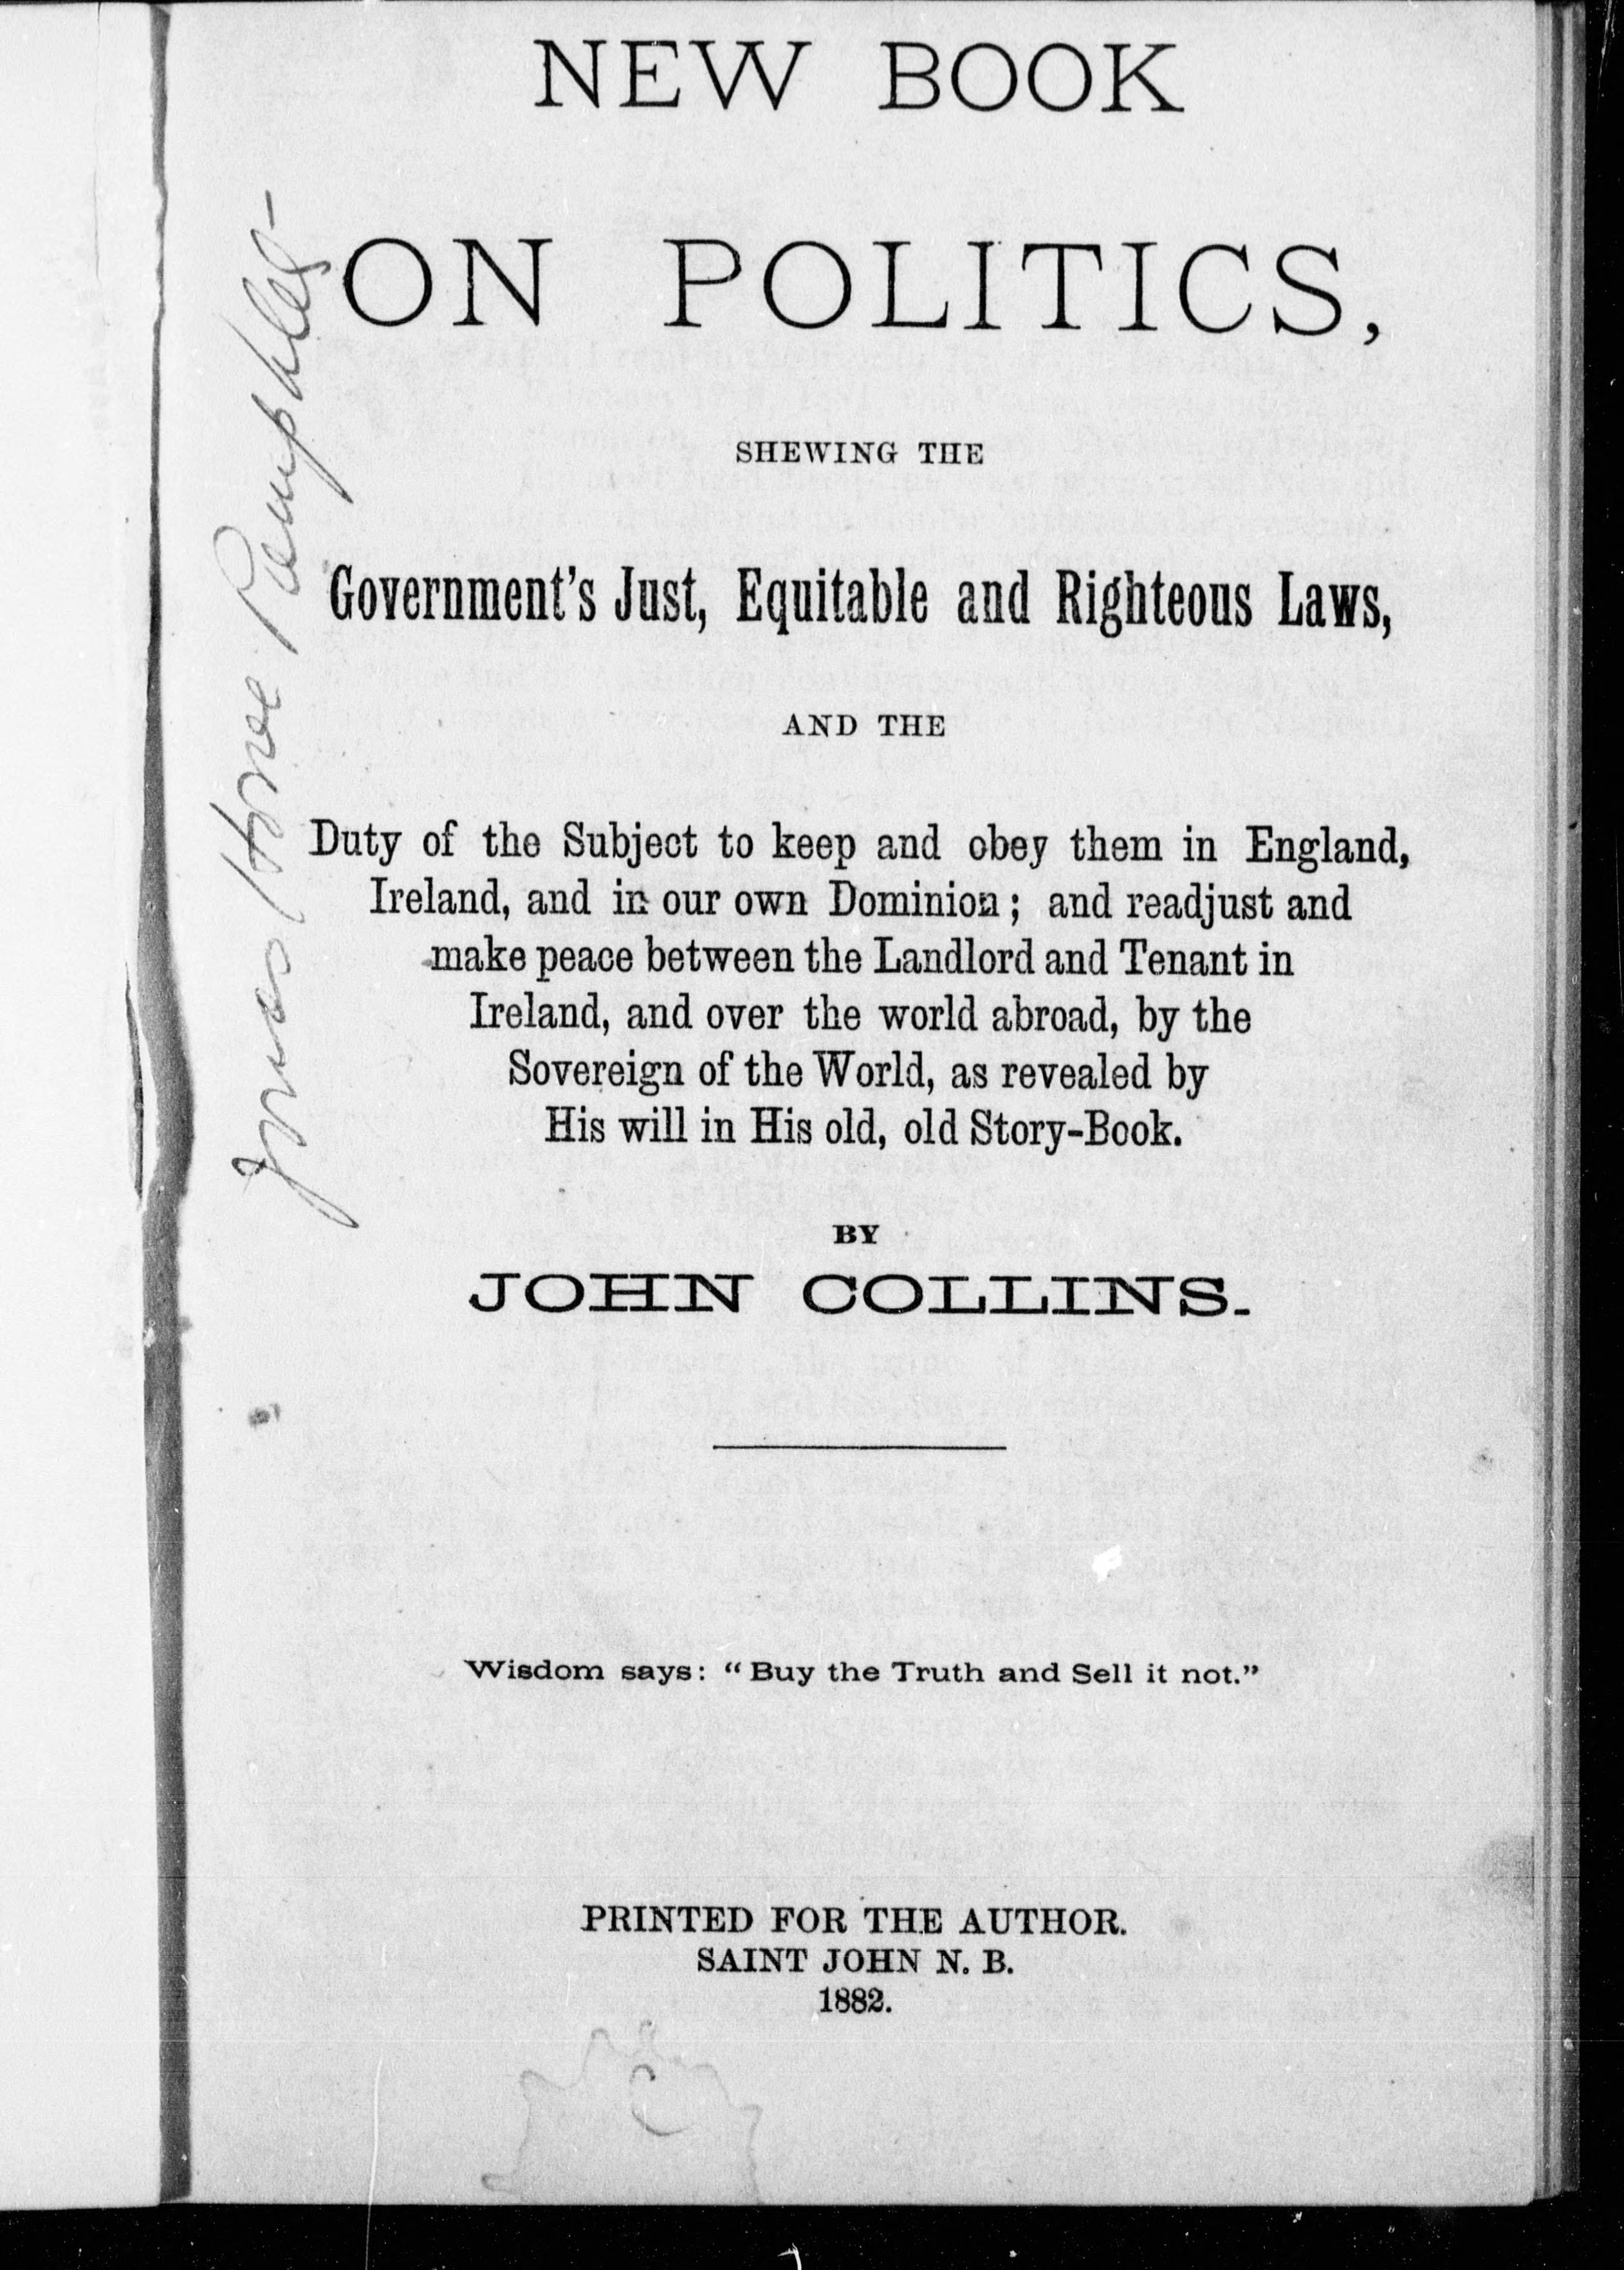 NEW BOOK
ON POLITICS,
SHEWING THE
Government's Just, Equitable and Righteous Laws,
AND THE
Duty of the Subject to keep and obey them in England,
Ireland, and in our own Dominion; and readjust and
make peace between the Landlord and Tenant in
Ireland, and over the world abroad, by the
Sovereign of the World, as revealed by
His will in His old, old Story-Book.
BY
JOHN COLLINS.
Wisdom says: "Buy the Truth and Sell it not."
PRINTED FOR THE AUTHOR.
SAINT JOHN N. B.
1882.